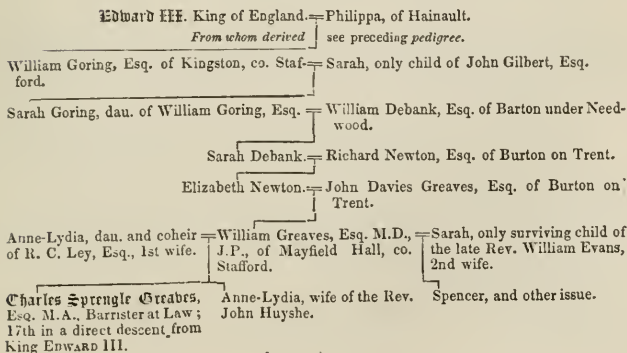 Edward III. King of England.═Philippa, of Hainault.
From whom derived see preceding pedigree.
William Goring, Esq. of Kingston, co. Staf-═Sarah, only child of John Gilbert, Esq.
ford.
Sarah Goring, dau. of William Goring, Esq.═William Debank, Esq. of Barton under Need-
wood.
Sarah Debank.═Richard Newton, Esq. of Burton on Trent.
Elizabeth Newton.═John Davies Greaves, Esq. of Burton on
Trent.
Anne-Lydia, dau. and coheir
of R. C. Ley, Esq., 1st wife.
═William Greaves, Esq. M.D.,
J.P., of Mayfield Hall, co.
Stafford.
═Sarah, only surviving child of
the late Rev. William Evans,
2nd wife.
Charles Sprengle Greaves,
Esq. M.A., Barrister at Law;
17th in a direct descent from
King EDWARD III.
Anne-Lydia, wife of the Rev.
John Huyshe.
Spencer, and other issue.